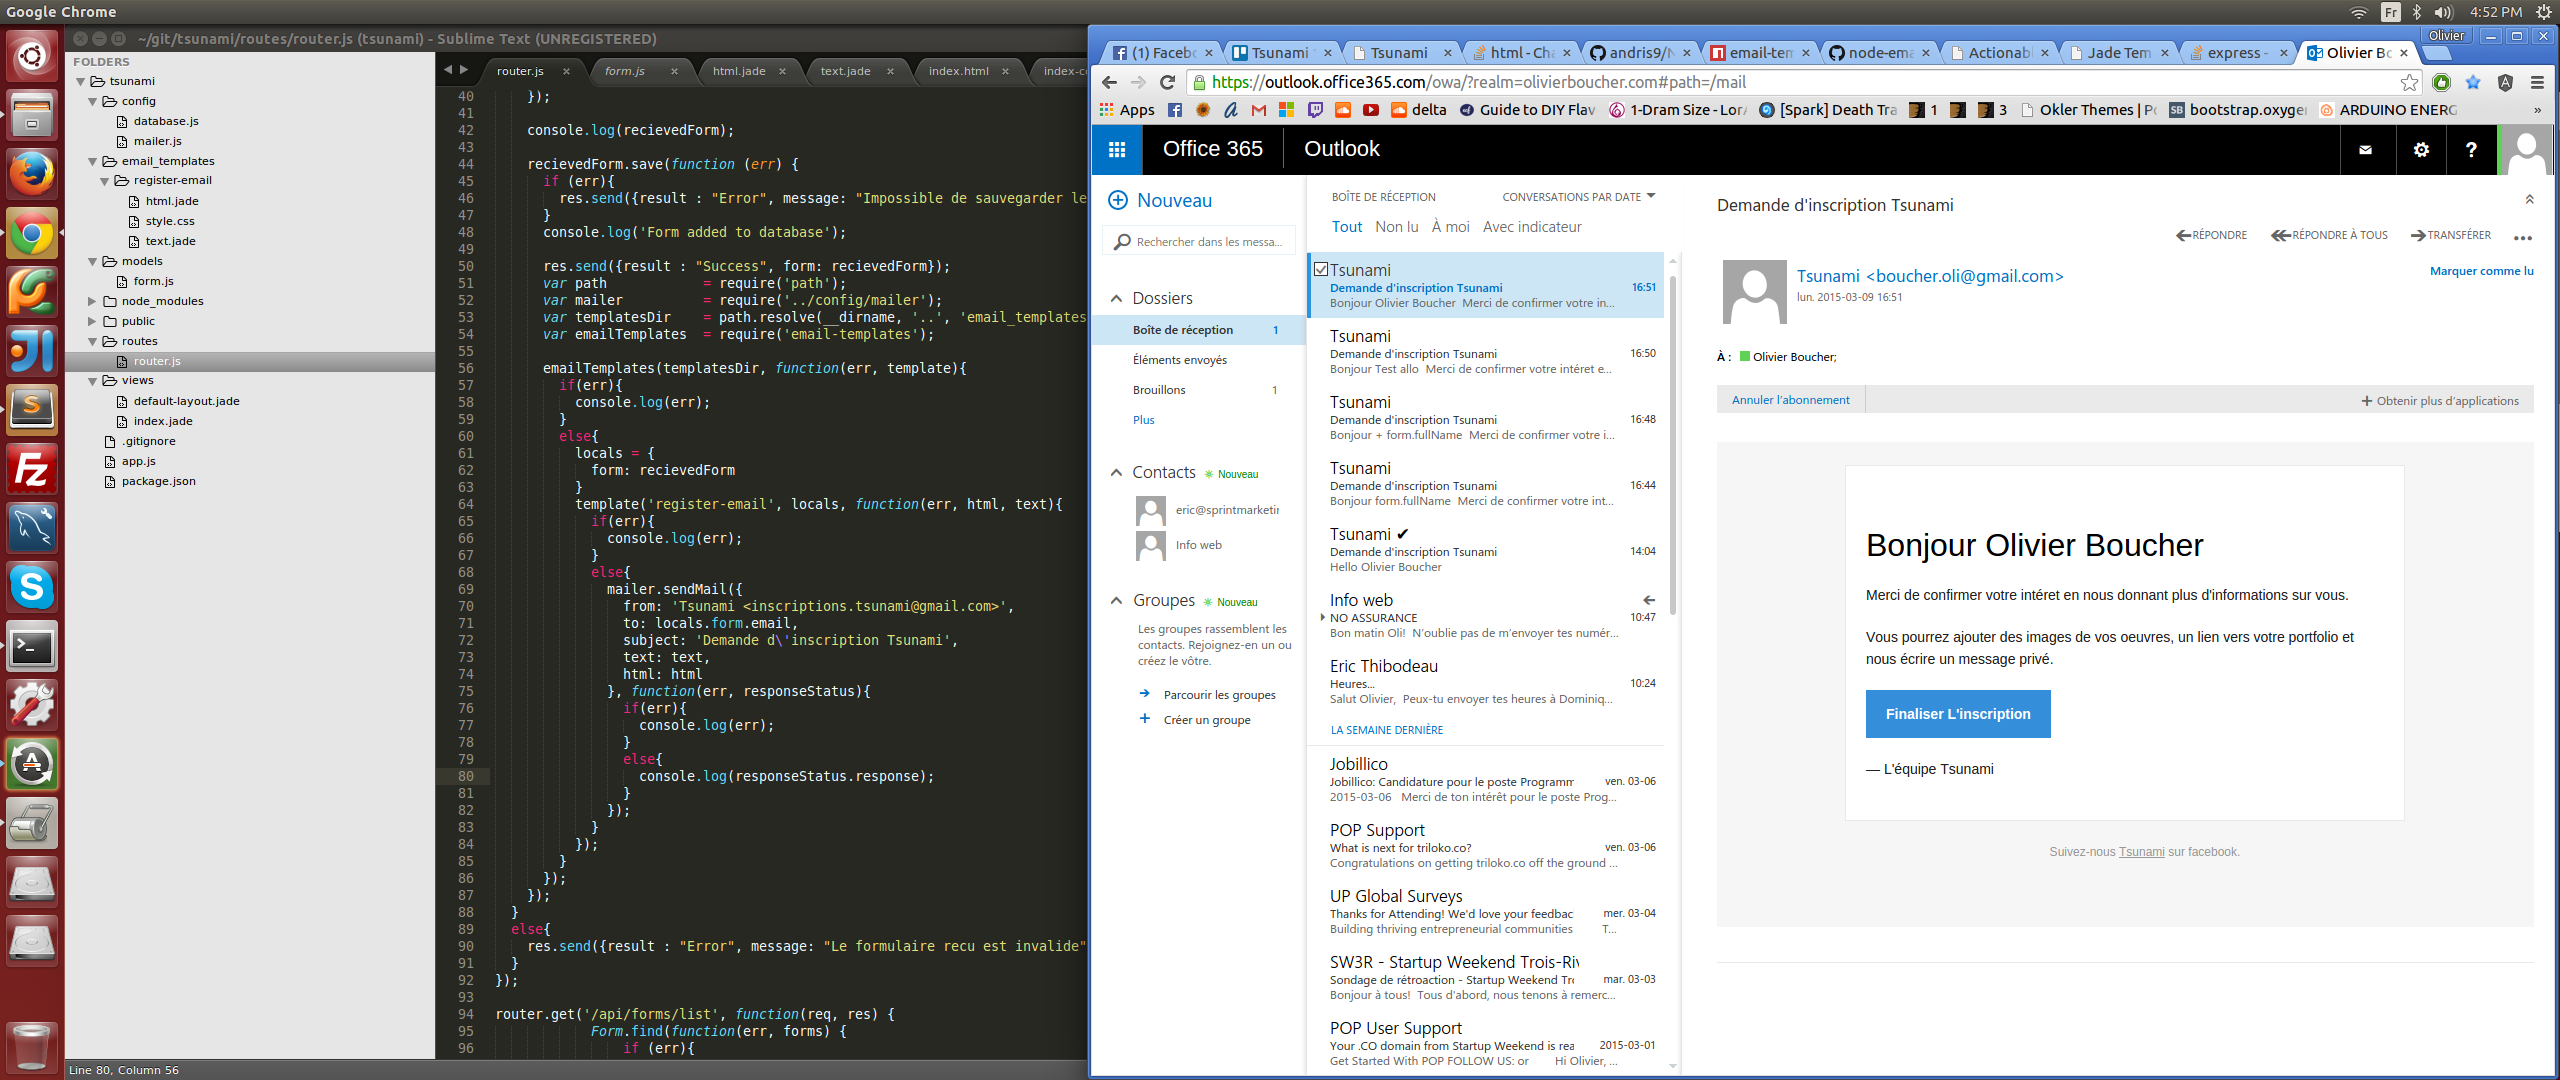 Google Chrome
Fr
4:52 PM
~/git/tsunami/routes/router.js (tsunami) - Sublime Text (UNREGISTERED)
FOLDERS
tsunami
config
database.js
mailer.js
email_templates
register-email
html.jade
style.css
text.jade
models
form.js
node_modules
public
routes
router.js
views
default-layout.jade
index.jade
.gitignore
app.js
package.json
router.js
form.js
html.jade
text.jade
index.html
index-co
40 });
41
42 console.log(recievedForm);
43
44 recievedForm.save(function (err) {
45 if (err){
46 res.send({result : "Error", message: "Impossible de sauvegarder le
47 }
48 console.log('Form added to database');
49
50 res.send({result : "Success", form: recievedForm});
51 var path = require('path');
52 var mailer = require('../config/mailer');
53 var templatesDir = path.resolve(__dirname, '..', 'email_templates
54 var emailTemplates = require('email-templates');
55
56 emailTemplates(templatesDir, function(err, template){
57 if(err){
58 console.log(err);
59 }
60 else{
61 locals = {
62 form: recievedForm
63 }
64 template('register-email', locals, function(err, html, text){
65 if(err){
66 console.log(err);
67 }
68 else{
69 mailer.sendMail({
70 from: 'Tsunami <inscriptions.tsunami@gmail.com>',
71 to: locals.form.email,
72 subject: 'Demande d\'inscription Tsunami',
73 text: text,
74 html: html
75 }, function(err, responseStatus){
76 if(err){
77 console.log(err);
78 }
79 else{
80 console.log(responseStatus.response);
81 }
82 });
83 }
84 });
85 }
86 });
87 });
88 }
89 else{
90 res.send({result : "Error", message: "Le formulaire recu est invalide"
91 }
92 });
93
94 router.get('/api/forms/list', function(req, res) {
95 Form.find(function(err, forms) {
96 if (err){
Line 80, Column 56
(1) Facebo
Tsunami
Tsunami
html - Cha
andris9/N
email-tem
node-ema
Actionabl
Jade Tem
express -
Olivier Bo
Olivier
https://outlook.office365.com/owa/?realm=olivierboucher.com#path=/mail
Apps
delta
Guide to DIY Flav
1-Dram Size - LorA
[Spark] Death Tra
1
3
Okler Themes | Po
bootstrap.oxyger
ARDUINO ENERG
»
Office 365
Outlook
Nouveau
Rechercher dans les messa...
Dossiers
Boîte de réception 1
Éléments envoyés
Brouillons 1
Plus
Contacts Nouveau
eric@sprintmarketin
Info web
Groupes Nouveau
Les groupes rassemblent les
contacts. Rejoignez-en un ou
créez le vôtre.
Parcourir les groupes
Créer un groupe
BOÎTE DE RÉCEPTION
CONVERSATIONS PAR DATE
Tout Non lu À moi Avec indicateur
Tsunami
Demande d'inscription Tsunami 16:51
Bonjour Olivier Boucher Merci de confirmer votre in...
Tsunami
Demande d'inscription Tsunami 16:50
Bonjour Test allo Merci de confirmer votre intéret e...
Tsunami
Demande d'inscription Tsunami 16:48
Bonjour + form.fullName Merci de confirmer votre i...
Tsunami
Demande d'inscription Tsunami 16:44
Bonjour form.fullName Merci de confirmer votre int...
Tsunami ✔
Demande d'inscription Tsunami 14:04
Hello Olivier Boucher
Info web
NO ASSURANCE 10:47
Bon matin Oli! N'oublie pas de m'envoyer tes numér...
Eric Thibodeau
Heures... 10:24
Salut Olivier, Peux-tu envoyer tes heures à Dominiq...
LA SEMAINE DERNIÈRE
Jobillico
Jobillico: Candidature pour le poste Programm ven. 03-06
2015-03-06 Merci de ton intérêt pour le poste Prog...
POP Support
What is next for triloko.co? ven. 03-06
Congratulations on getting triloko.co off the ground ...
UP Global Surveys
Thanks for Attending! We'd love your feedbac mer. 03-04
Building thriving entrepreneurial communities T...
SW3R - Startup Weekend Trois-Riv
Sondage de rétroaction - Startup Weekend Tro mar. 03-03
Bonjour à tous! Tous d'abord, nous tenons à remerc...
POP User Support
Your .CO domain from Startup Weekend is rea 2015-03-01
Get Started With POP FOLLOW US: or Hi Olivier, ...
Demande d'inscription Tsunami
RÉPONDRE RÉPONDRE À TOUS TRANSFÉRER
Tsunami <boucher.oli@gmail.com>
Marquer comme lu
lun. 2015-03-09 16:51
À : Olivier Boucher;
Annuler l'abonnement
Obtenir plus d'applications
Bonjour Olivier Boucher
Merci de confirmer votre intéret en nous donnant plus d'informations sur vous.
Vous pourrez ajouter des images de vos oeuvres, un lien vers votre portfolio et
nous écrire un message privé.
Finaliser L'inscription
— L'équipe Tsunami
Suivez-nous Tsunami sur facebook.